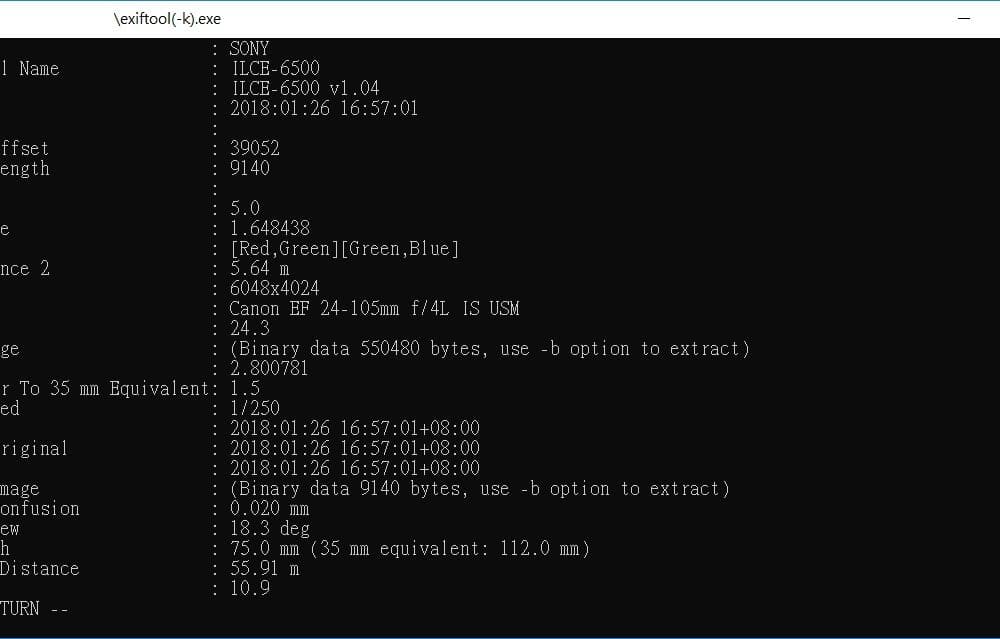 \exiftool(-k).exe
: SONY
l Name : ILCE-6500
: ILCE-6500 v1.04
: 2018:01:26 16:57:01
:
ffset : 39052
ength : 9140
:
: 5.0
e : 1.648438
: [Red,Green][Green,Blue]
nce 2 : 5.64 m
: 6048x4024
: Canon EF 24-105mm f/4L IS USM
: 24.3
ge : (Binary data 550480 bytes, use -b option to extract)
: 2.800781
r To 35 mm Equivalent: 1.5
ed : 1/250
: 2018:01:26 16:57:01+08:00
riginal : 2018:01:26 16:57:01+08:00
: 2018:01:26 16:57:01+08:00
mage : (Binary data 9140 bytes, use -b option to extract)
onfusion : 0.020 mm
ew : 18.3 deg
h : 75.0 mm (35 mm equivalent: 112.0 mm)
Distance : 55.91 m
: 10.9
TURN --